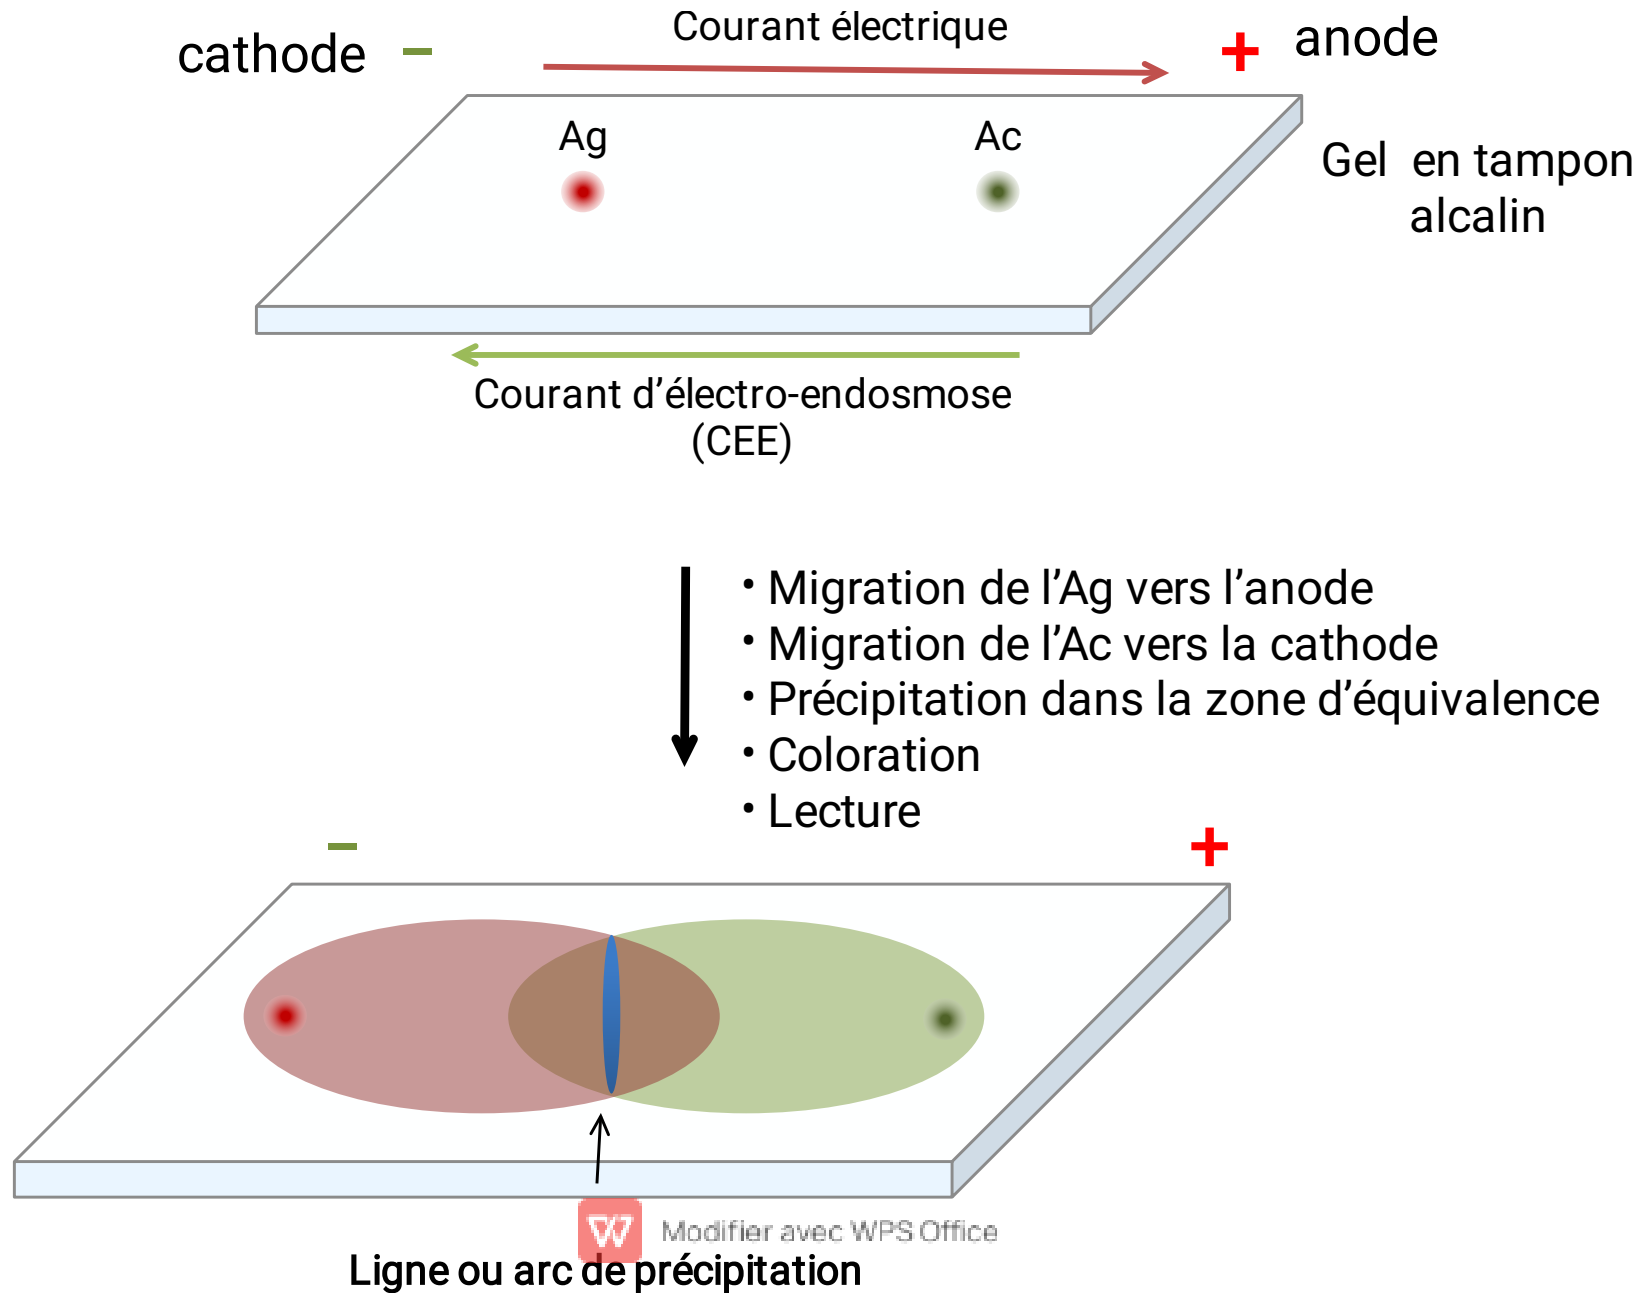 Courant électrique
cathode – + anode
Ag Ac
Gel en tampon
alcalin
Courant d’électro-endosmose
(CEE)
• Migration de l’Ag vers l’anode
• Migration de l’Ac vers la cathode
• Précipitation dans la zone d’équivalence
• Coloration
• Lecture
– +
Modifier avec WPS Office
Ligne ou arc de précipitation